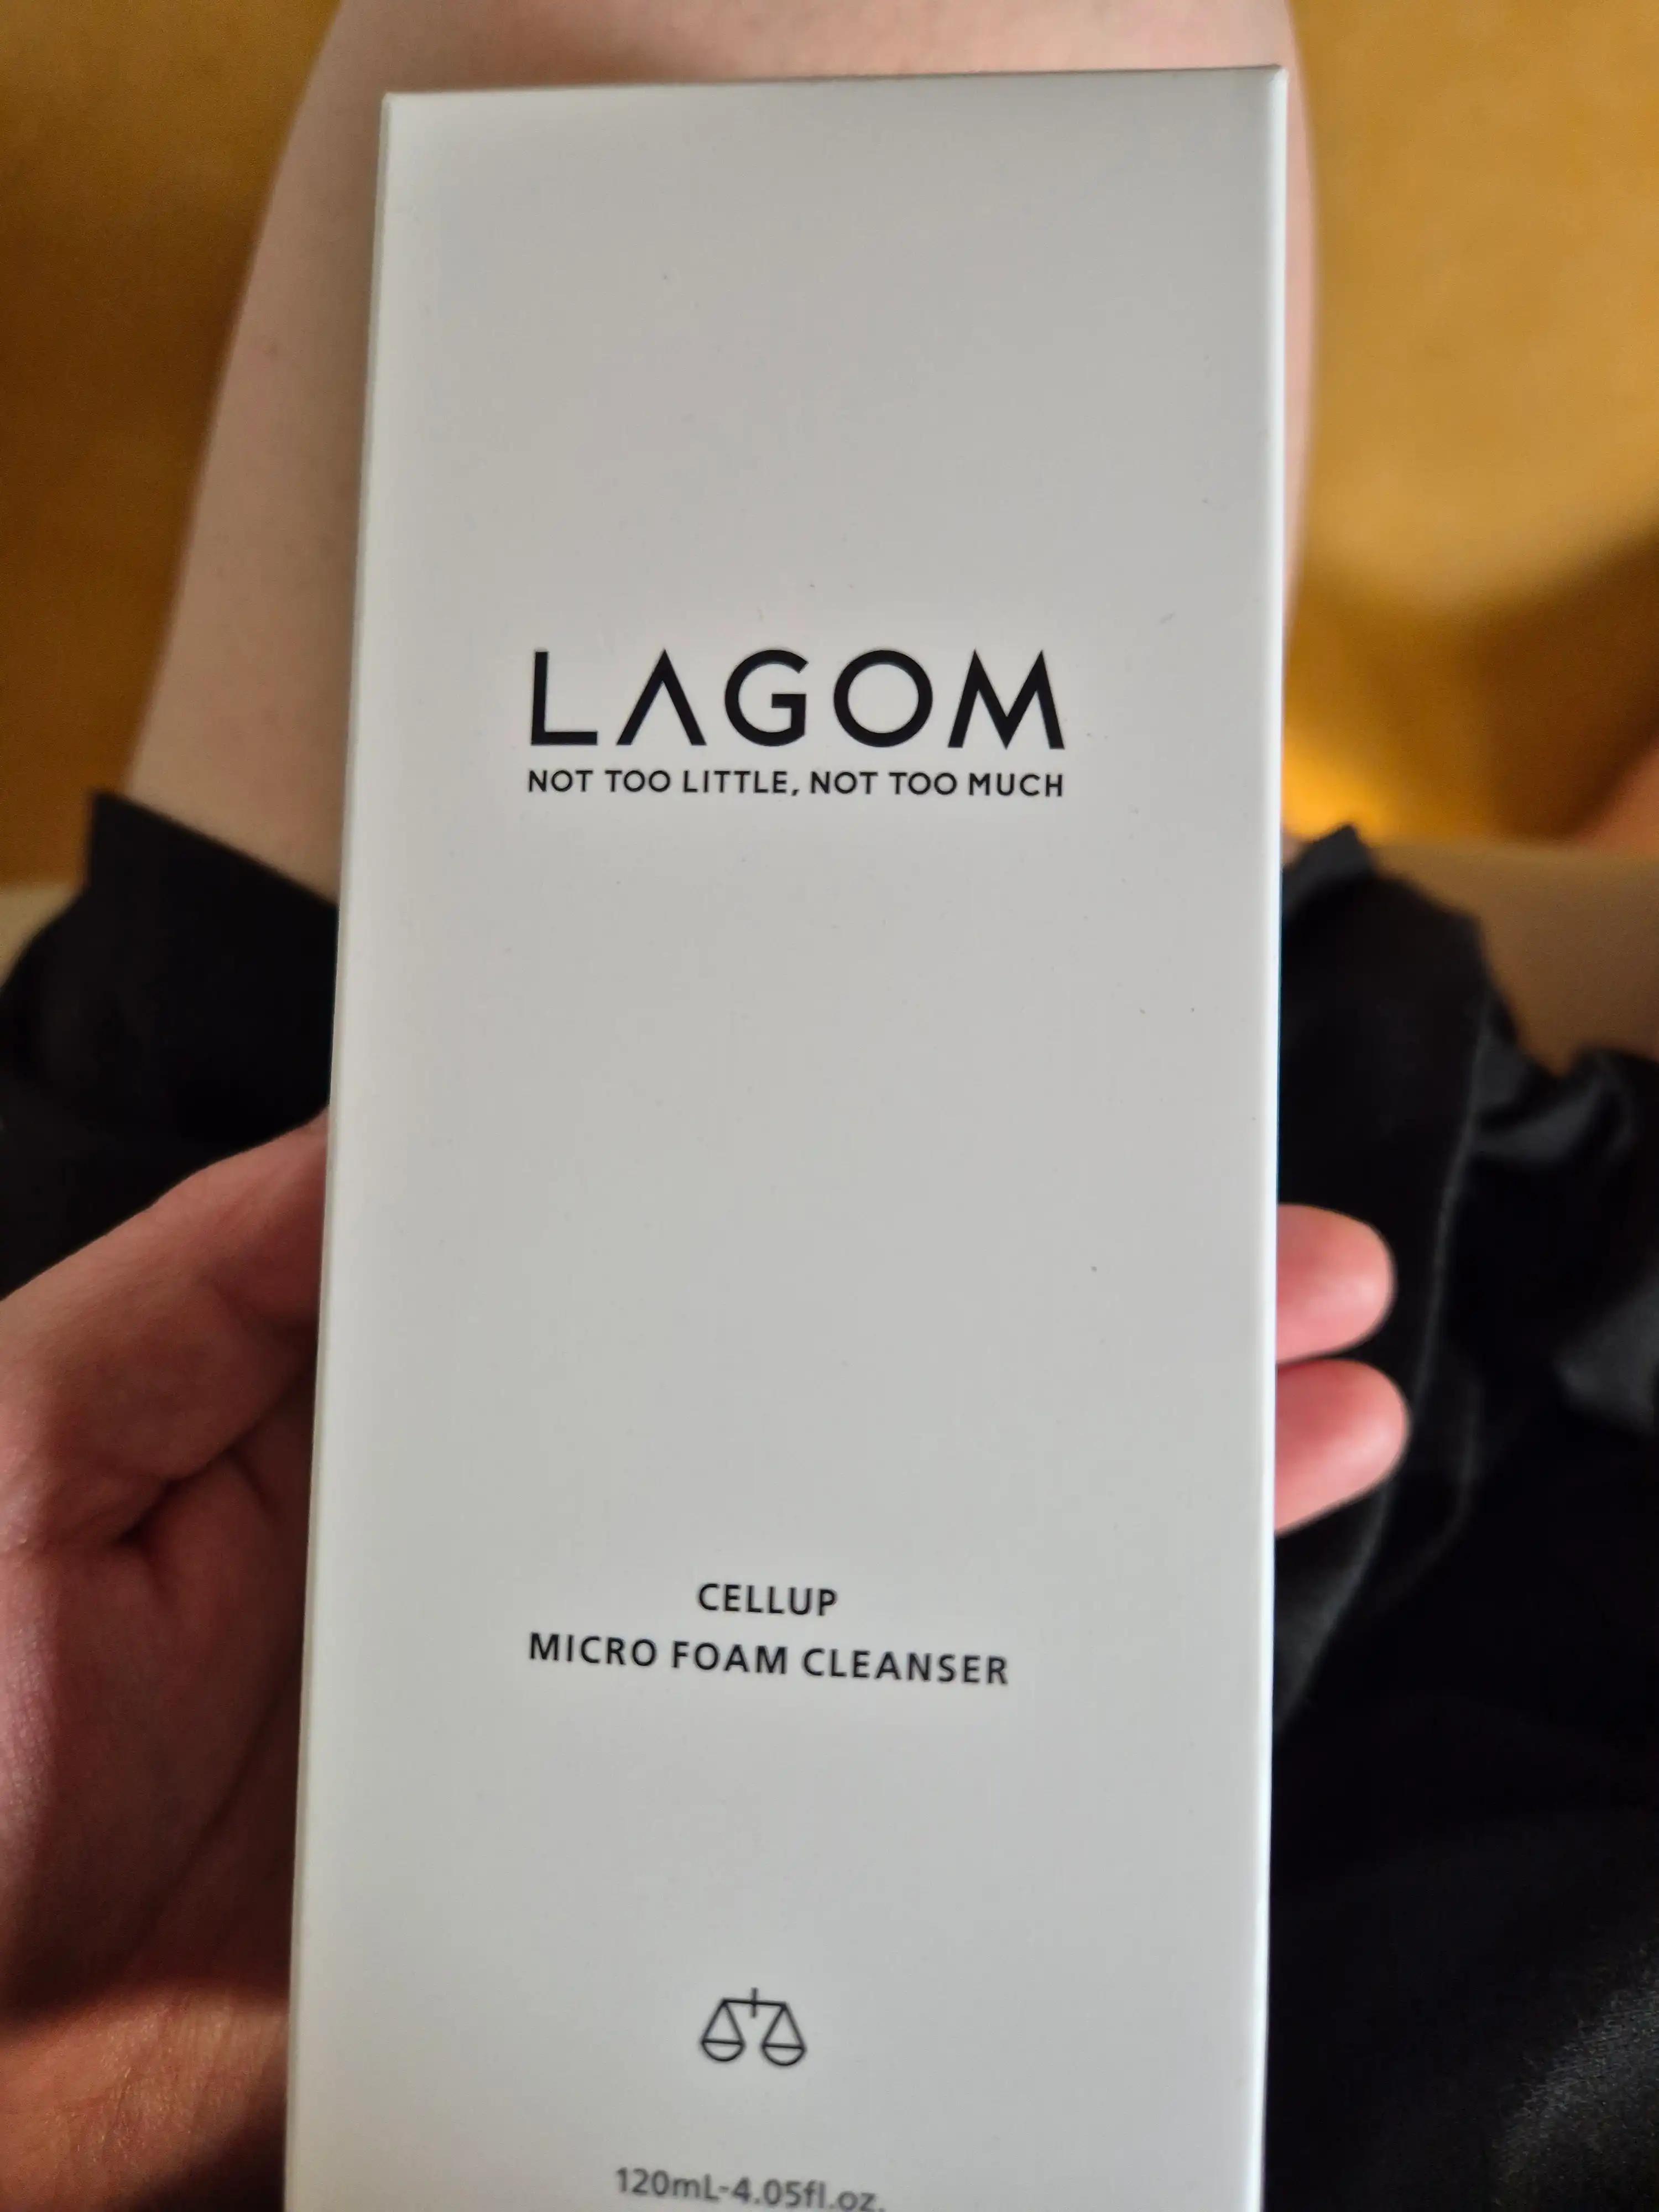 LAGOM
NOT TOO LITTLE, NOT TOO MUCH
CELLUP
MICRO FOAM CLEANSER
120mL-4.05fl.oz.